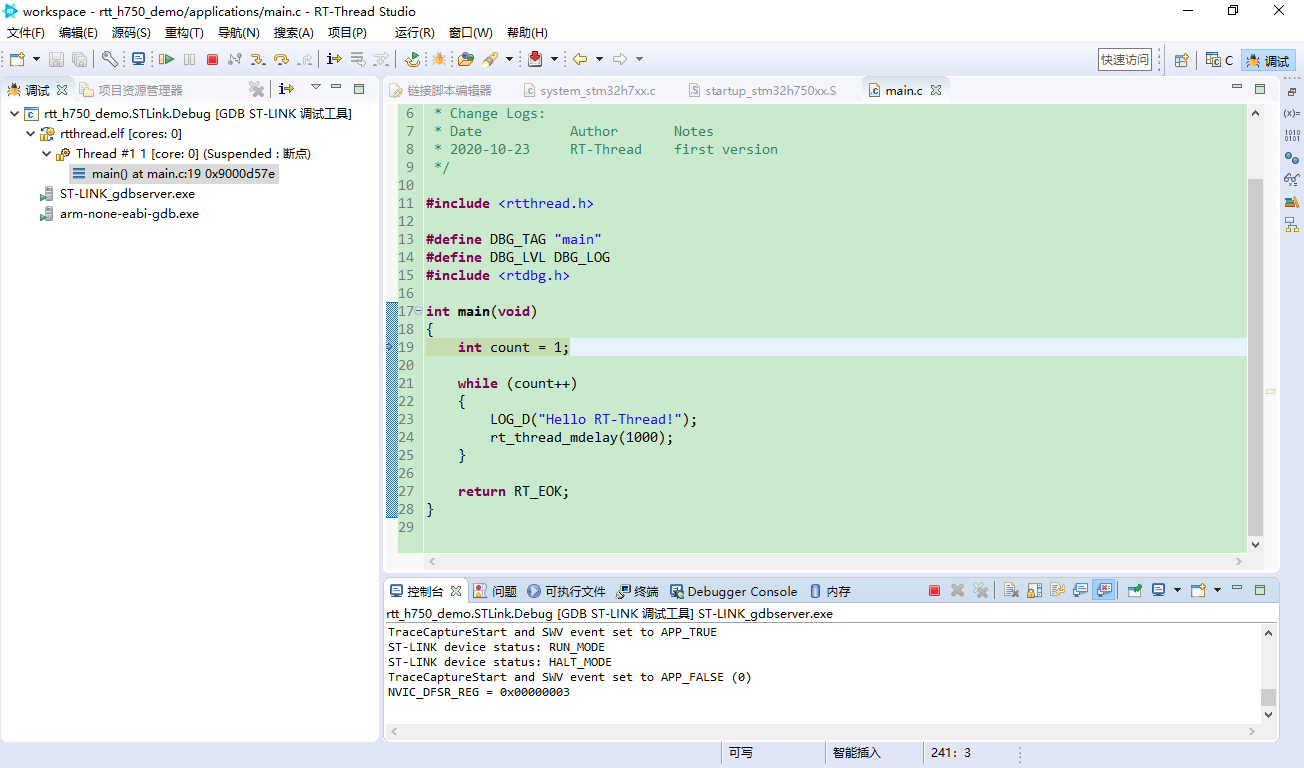 workspace - rtt_h750_demo/applications/main.c - RT-Thread Studio
文件(F) 编辑(E) 源码(S) 重构(T) 导航(N) 搜索(A) 项目(P) 运行(R) 窗口(W) 帮助(H)
快速访问 C 调试
调试 项目资源管理器
rtt_h750_demo.STLink.Debug [GDB ST-LINK 调试工具]
rtthread.elf [cores: 0]
Thread #1 1 [core: 0] (Suspended : 断点)
main() at main.c:19 0x9000d57e
ST-LINK_gdbserver.exe
arm-none-eabi-gdb.exe
链接脚本编辑器 system_stm32h7xx.c startup_stm32h750xx.S main.c
6 * Change Logs:
7 * Date Author Notes
8 * 2020-10-23 RT-Thread first version
9 */
10
11 #include <rtthread.h>
12
13 #define DBG_TAG "main"
14 #define DBG_LVL DBG_LOG
15 #include <rtdbg.h>
16
17 int main(void)
18 {
19 int count = 1;
20
21 while (count++)
22 {
23 LOG_D("Hello RT-Thread!");
24 rt_thread_mdelay(1000);
25 }
26
27 return RT_EOK;
28 }
29
控制台 问题 可执行文件 终端 Debugger Console 内存
rtt_h750_demo.STLink.Debug [GDB ST-LINK 调试工具] ST-LINK_gdbserver.exe
TraceCaptureStart and SWV event set to APP_TRUE
ST-LINK device status: RUN_MODE
ST-LINK device status: HALT_MODE
TraceCaptureStart and SWV event set to APP_FALSE (0)
NVIC_DFSR_REG = 0x00000003
可写 智能插入 241: 3